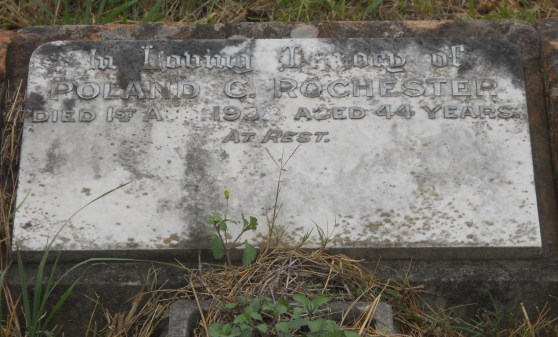 In Loving Memory of
ROLAND G. ROCHESTER
DIED 1ST AGED 44 YEARS.
AT REST.